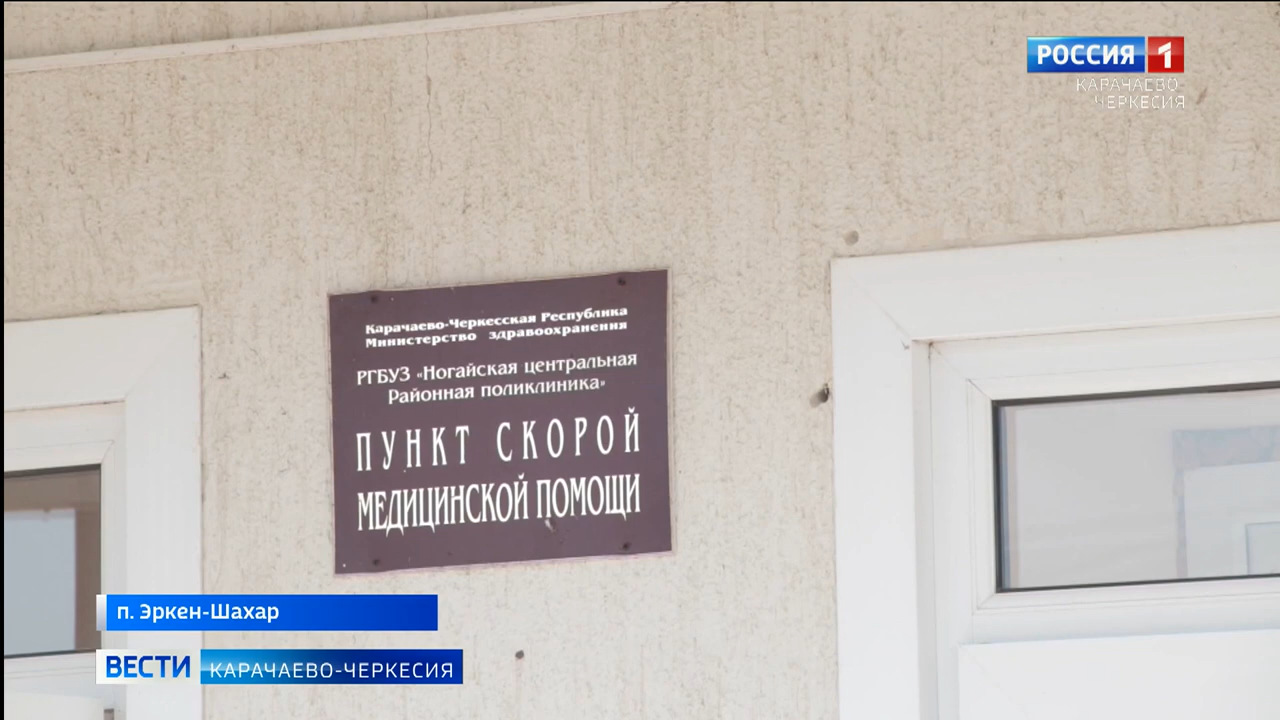 РОССИЯ 1
КАРАЧАЕВО
ЧЕРКЕСИЯ
Карачаево-Черкесская Республика
Министерство здравоохранения
РГБУЗ «Ногайская центральная
Районная поликлиника»
ПУНКТ СКОРОЙ
МЕДИЦИНСКОЙ ПОМОЩИ
п. Эркен-Шахар
ВЕСТИ КАРАЧАЕВО-ЧЕРКЕСИЯ